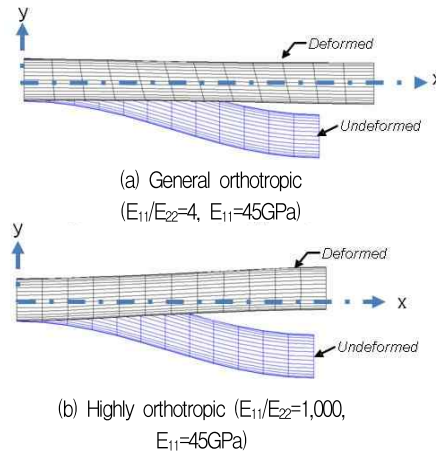 y
Deformed
x
Undeformed
(a) General orthotropic
(E₁₁/E₂₂=4, E₁₁=45GPa)
y
Deformed
x
Undeformed
(b) Highly orthotropic (E₁₁/E₂₂=1,000,
E₁₁=45GPa)